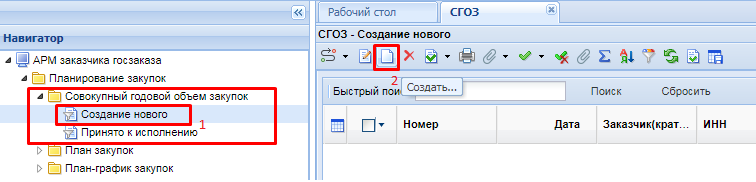 Навигатор
АРМ заказчика госзаказа
Планирование закупок
Совокупный годовой объем закупок
Создание нового 1
Принято к исполнению
План закупок
План-график закупок
Рабочий стол СГОЗ
СГОЗ - Создание нового
2 Создать...
Быстрый пои Поиск Сбросить
Номер Дата Заказчик(крат... ИНН